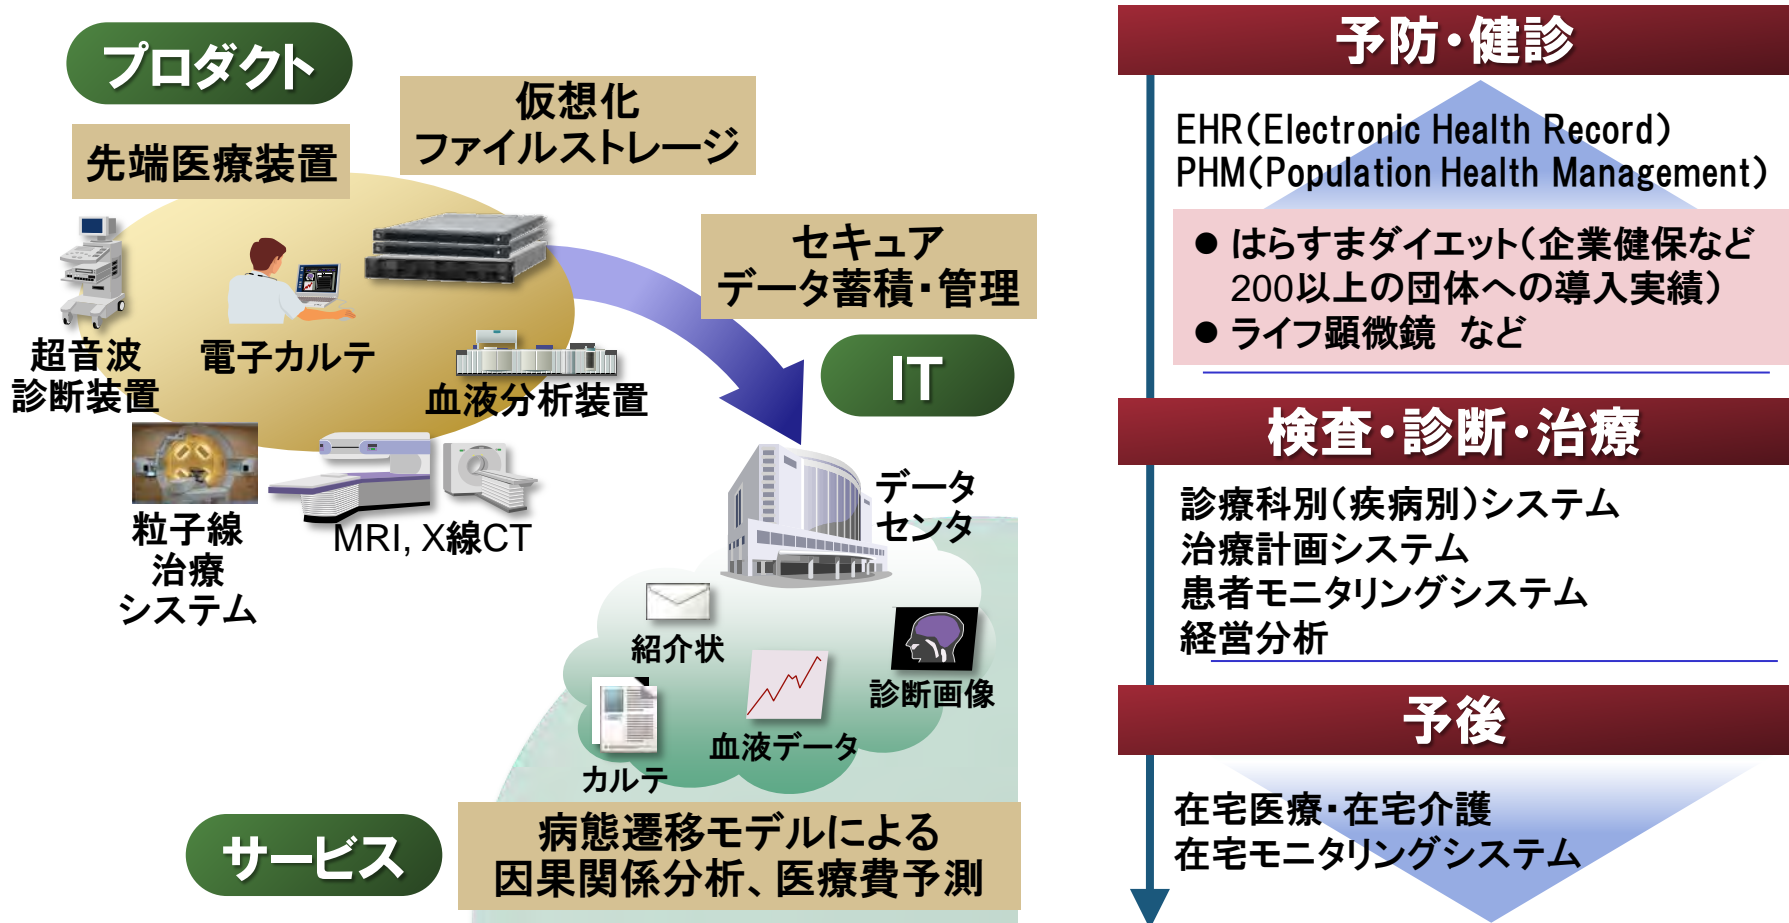 プロダクト
先端医療装置
仮想化
ファイルストレージ
セキュア
データ蓄積・管理
超音波
診断装置
電子カルテ
血液分析装置
IT
粒子線
治療
システム
MRI, X線CT
データ
センタ
紹介状
診断画像
血液データ
カルテ
サービス
病態遷移モデルによる
因果関係分析、医療費予測
予防・健診
EHR(Electronic Health Record)
PHM(Population Health Management)
● はらすまダイエット(企業健保など
200以上の団体への導入実績)
● ライフ顕微鏡 など
検査・診断・治療
診療科別(疾病別)システム
治療計画システム
患者モニタリングシステム
経営分析
予後
在宅医療・在宅介護
在宅モニタリングシステム